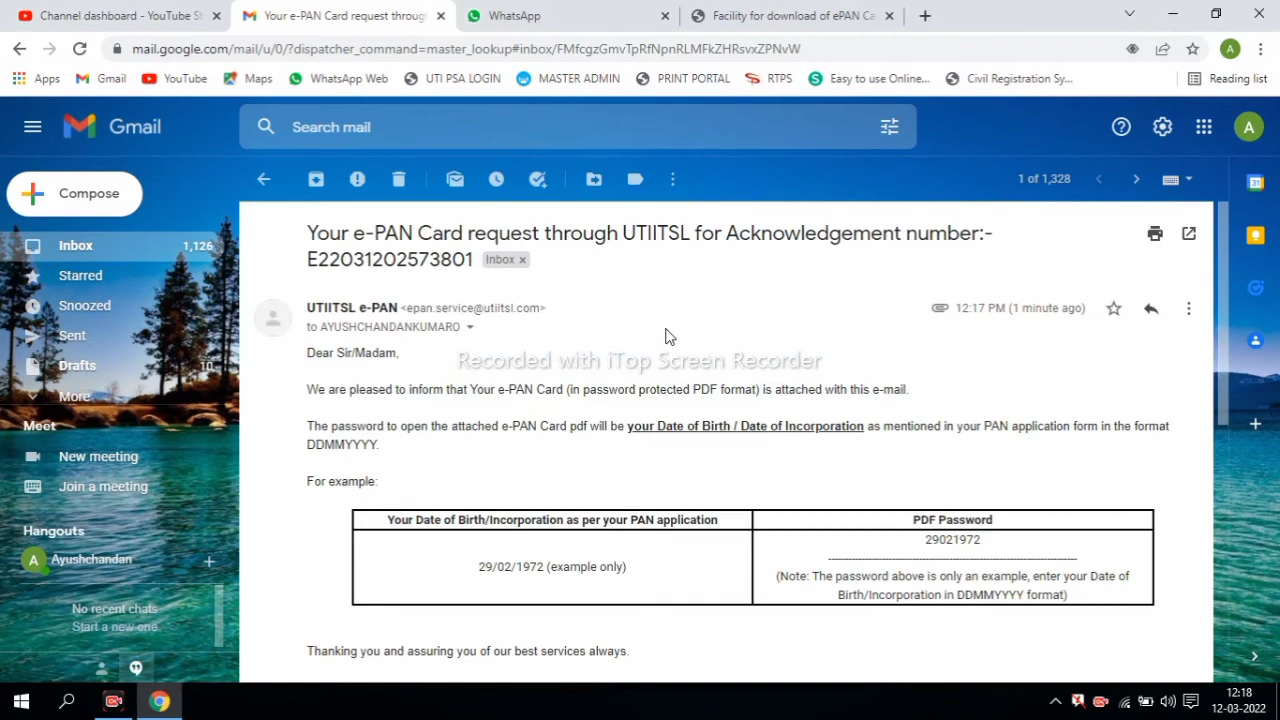 Channel dashboard - YouTube St
Your e-PAN Card request through
WhatsApp
Facility for download of ePAN Ca
mail.google.com/mail/u/0/?dispatcher_command=master_lookup#inbox/FMfcgzGmvTpRfNpnRLMFkZHRsvxZPNvW
A
Apps
Gmail
YouTube
Maps
WhatsApp Web
UTI PSA LOGIN
MASTER ADMIN
PRINT PORTAL
RTPS
Easy to use Online...
Civil Registration Sy...
Reading list
Gmail
Search mail
A
Compose
1 of 1,328
Inbox 1,126
Starred
Snoozed
Sent
Drafts 10
More
Meet
New meeting
Join a meeting
Hangouts
A Ayushchandan
No recent chats
Start a new one
Your e-PAN Card request through UTIITSL for Acknowledgement number:-
E22031202573801 Inbox x
UTIITSL e-PAN <epan.service@utiitsl.com>
12:17 PM (1 minute ago)
to AYUSHCHANDANKUMARO
Dear Sir/Madam,
Recorded with iTop Screen Recorder
We are pleased to inform that Your e-PAN Card (in password protected PDF format) is attached with this e-mail.
The password to open the attached e-PAN Card pdf will be your Date of Birth / Date of Incorporation as mentioned in your PAN application form in the format
DDMMYYYY.
For example:
Your Date of Birth/Incorporation as per your PAN application
PDF Password
29/02/1972 (example only)
29021972
(Note: The password above is only an example, enter your Date of
Birth/Incorporation in DDMMYYYY format)
Thanking you and assuring you of our best services always.
12:18
12-03-2022